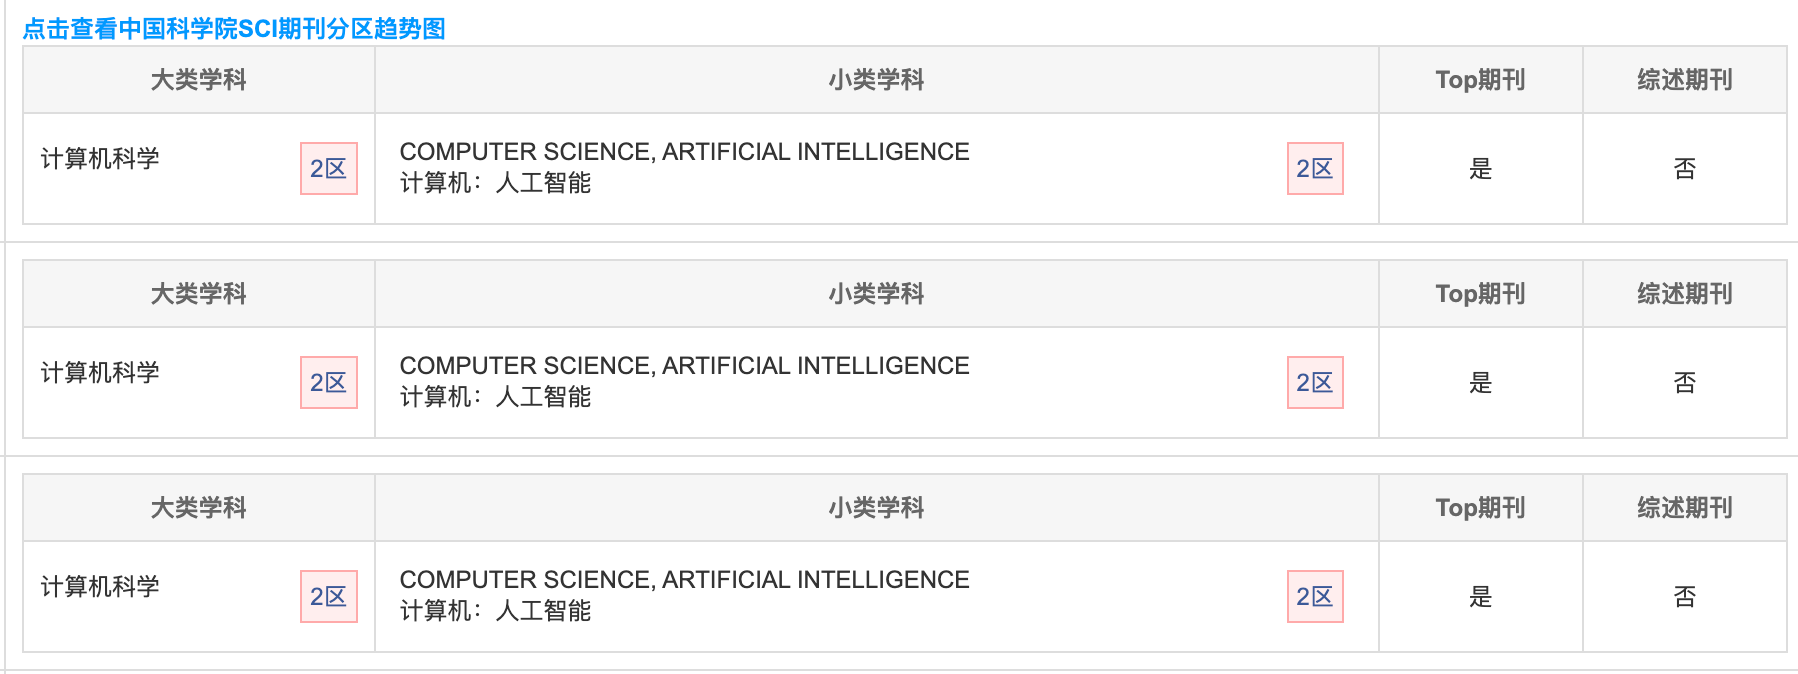 点击查看中国科学院SCI期刊分区趋势图
大类学科 小类学科 Top期刊 综述期刊
计算机科学 2区 COMPUTER SCIENCE, ARTIFICIAL INTELLIGENCE 2区 是 否
计算机：人工智能
大类学科 小类学科 Top期刊 综述期刊
计算机科学 2区 COMPUTER SCIENCE, ARTIFICIAL INTELLIGENCE 2区 是 否
计算机：人工智能
大类学科 小类学科 Top期刊 综述期刊
计算机科学 2区 COMPUTER SCIENCE, ARTIFICIAL INTELLIGENCE 2区 是 否
计算机：人工智能